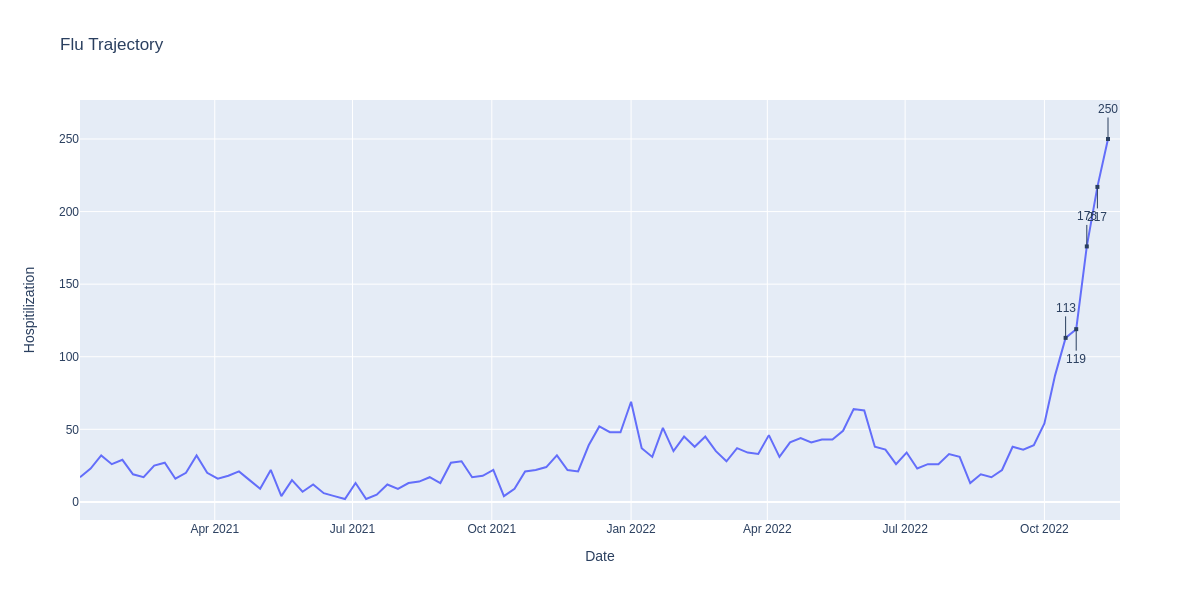 Flu Trajectory
250
250
200
176
217
150
113
119
100
50
0
Hospitilization
Apr 2021
Jul 2021
Oct 2021
Jan 2022
Apr 2022
Jul 2022
Oct 2022
Date